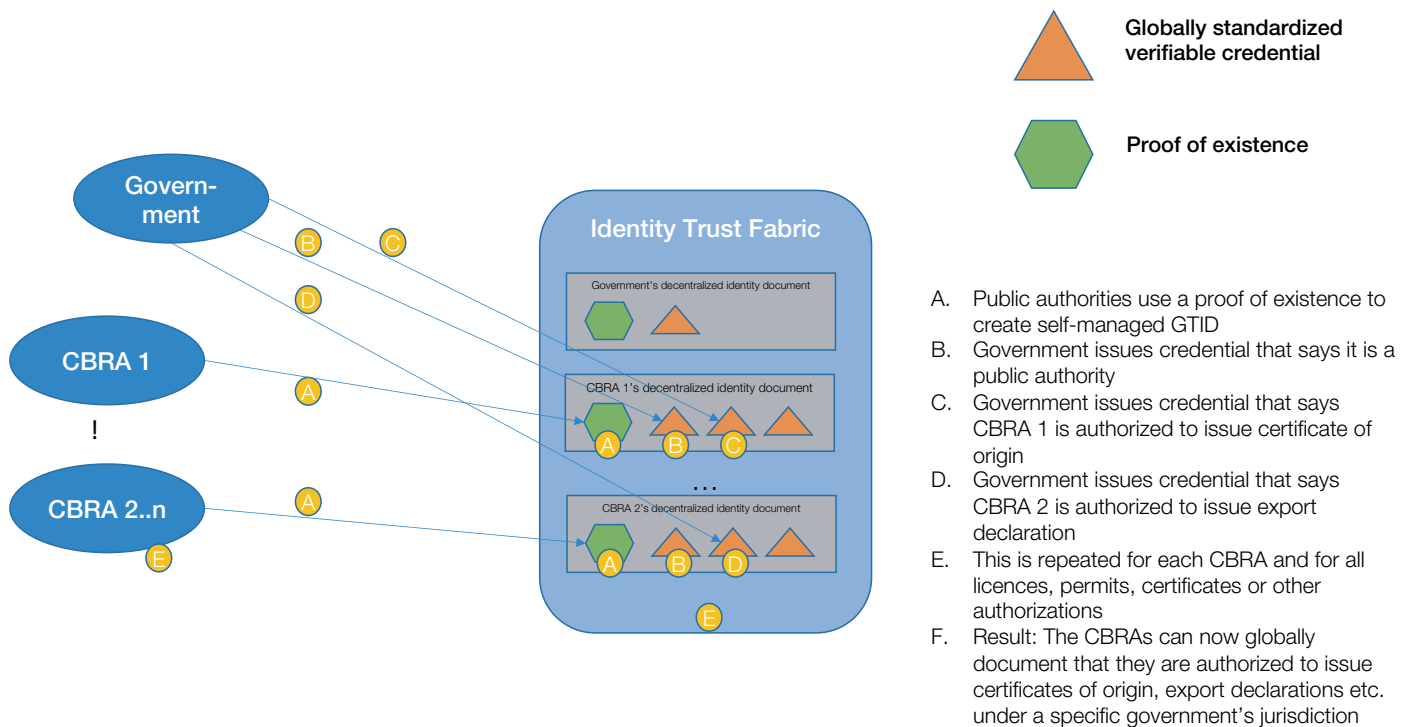 Globally standardized
verifiable credential
Proof of existence
Govern-
ment
B
C
D
CBRA 1
A
!
CBRA 2..n
A
E
Identity Trust Fabric
Government's decentralized identity document
CBRA 1's decentralized identity document
A
B
C
...
CBRA 2's decentralized identity document
A
B
D
E
A. Public authorities use a proof of existence to
create self-managed GTID
B. Government issues credential that says it is a
public authority
C. Government issues credential that says
CBRA 1 is authorized to issue certificate of
origin
D. Government issues credential that says
CBRA 2 is authorized to issue export
declaration
E. This is repeated for each CBRA and for all
licences, permits, certificates or other
authorizations
F. Result: The CBRAs can now globally
document that they are authorized to issue
certificates of origin, export declarations etc.
under a specific government's jurisdiction